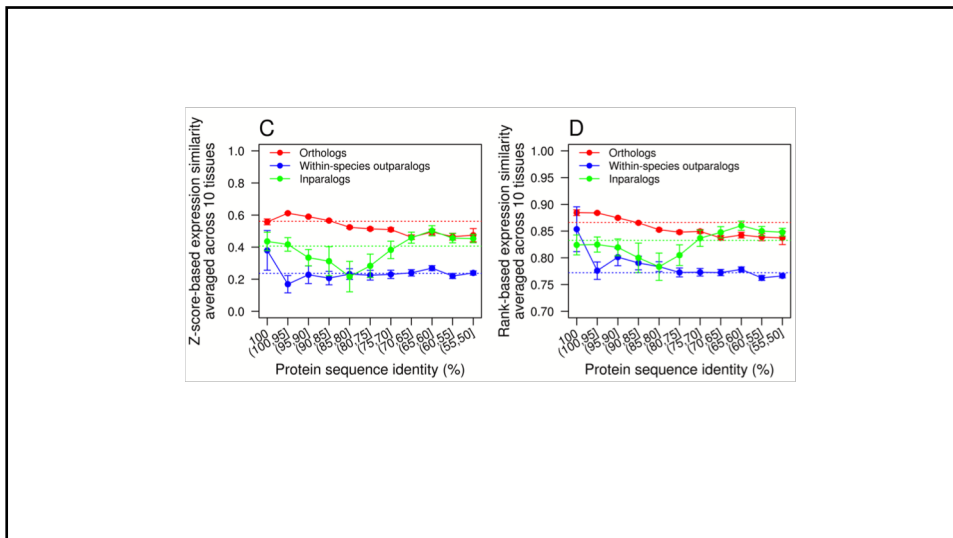 C
Z-score-based expression similarity
averaged across 10 tissues
1.0
0.8
0.6
0.4
0.2
0.0
Orthologs
Within-species outparalogs
Inparalogs
100
(100,95]
(95,90]
(90,85]
(85,80]
(80,75]
(75,70]
(70,65]
(65,60]
(60,55]
(55,50]
Protein sequence identity (%)
D
Rank-based expression similarity
averaged across 10 tissues
1.00
0.95
0.90
0.85
0.80
0.75
0.70
Orthologs
Within-species outparalogs
Inparalogs
100
(100,95]
(95,90]
(90,85]
(85,80]
(80,75]
(75,70]
(70,65]
(65,60]
(60,55]
(55,50]
Protein sequence identity (%)